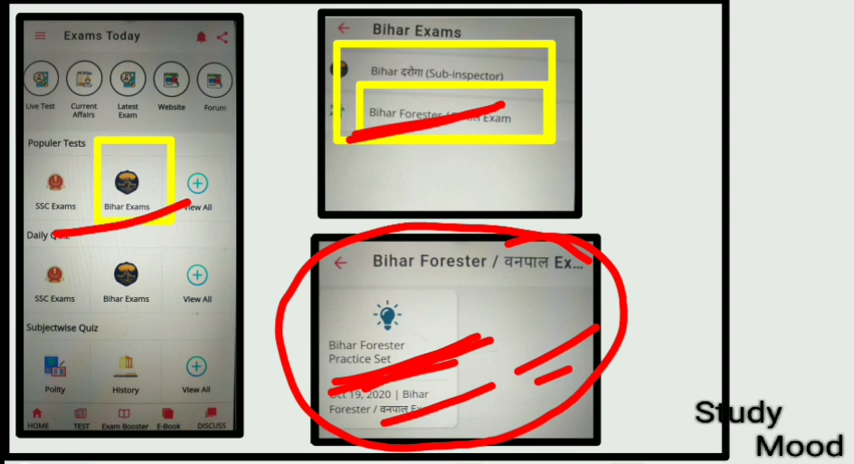 Exams Today
Live Test
Current Affairs
Latest Exam
Website
Forum
Populer Tests
SSC Exams
Bihar Exams
View All
Daily
SSC Exams
Bihar Exams
View All
Subjectwise Quiz
Polity
History
View All
HOME
TEST
Exam Booster
E-Book
DISCUSS
Bihar Exams
Bihar दरोगा (Sub-inspector)
Bihar Forester / Exam
Bihar Forester / वनपाल Ex...
Bihar Forester
Practice Set
Oct 19, 2020 | Bihar
Forester / वनपाल
Study
Mood